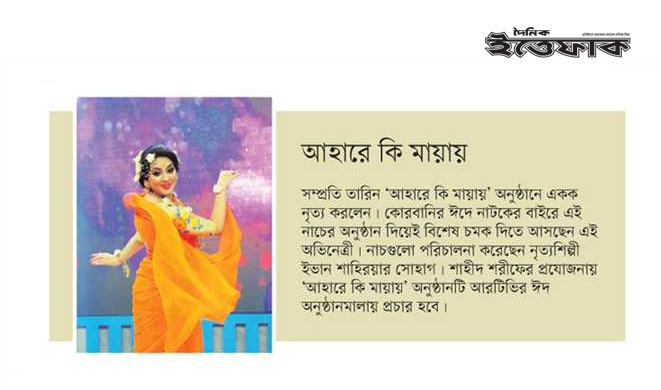 দৈনিক
ইত্তেফাক
আহারে কি মায়ায়
সম্প্রতি তারিন ‘আহারে কি মায়ায়’ অনুষ্ঠানে একক
নৃত্য করলেন। কোরবানির ঈদে নাটকের বাইরে এই
নাচের অনুষ্ঠান দিয়েই বিশেষ চমক দিতে আসছেন এই
অভিনেত্রী। নাচগুলো পরিচালনা করেছেন নৃত্যশিল্পী
ইভান শাহরিয়ার সোহাগ। শাহীদ শরীফের প্রযোজনায়
‘আহারে কি মায়ায়’ অনুষ্ঠানটি আরটিভির ঈদ
অনুষ্ঠানমালায় প্রচার হবে।